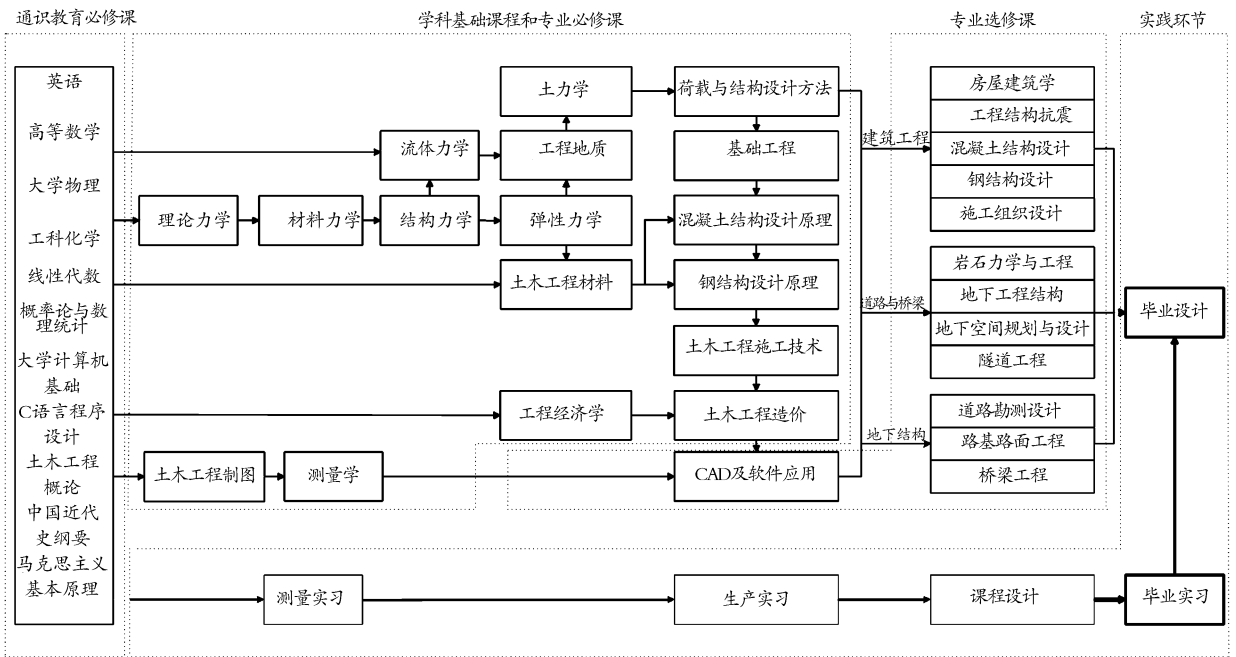 通识教育必修课
学科基础课程和专业必修课
专业选修课
实践环节
英语
高等数学
大学物理
工科化学
线性代数
概率论与数
理统计
大学计算机
基础
C语言程序
设计
土木工程
概论
中国近代
史纲要
马克思主义
基本原理
土力学
荷载与结构设计方法
流体力学
工程地质
基础工程
理论力学
材料力学
结构力学
弹性力学
混凝土结构设计原理
土木工程材料
钢结构设计原理
土木工程施工技术
工程经济学
土木工程造价
土木工程制图
测量学
CAD及软件应用
建筑工程
道路与桥梁
地下结构
房屋建筑学
工程结构抗震
混凝土结构设计
钢结构设计
施工组织设计
岩石力学与工程
地下工程结构
地下空间规划与设计
隧道工程
道路勘测设计
路基路面工程
桥梁工程
毕业设计
测量实习
生产实习
课程设计
毕业实习